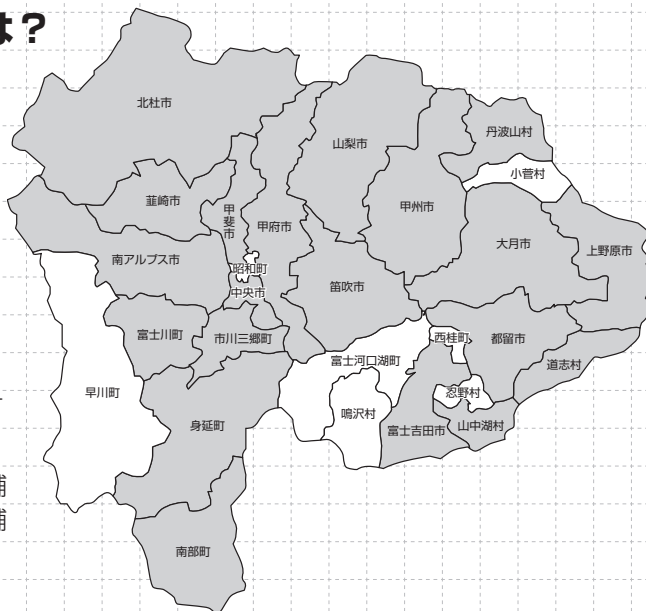 は？
北杜市
山梨市
丹波山村
小菅村
韮崎市
甲斐市
甲府市
甲州市
大月市
上野原市
南アルプス市
昭和町
中央市
笛吹市
富士川町
市川三郷町
西桂町
都留市
富士河口湖町
道志村
早川町
忍野村
鳴沢村
身延町
富士吉田市
山中湖村
南部町